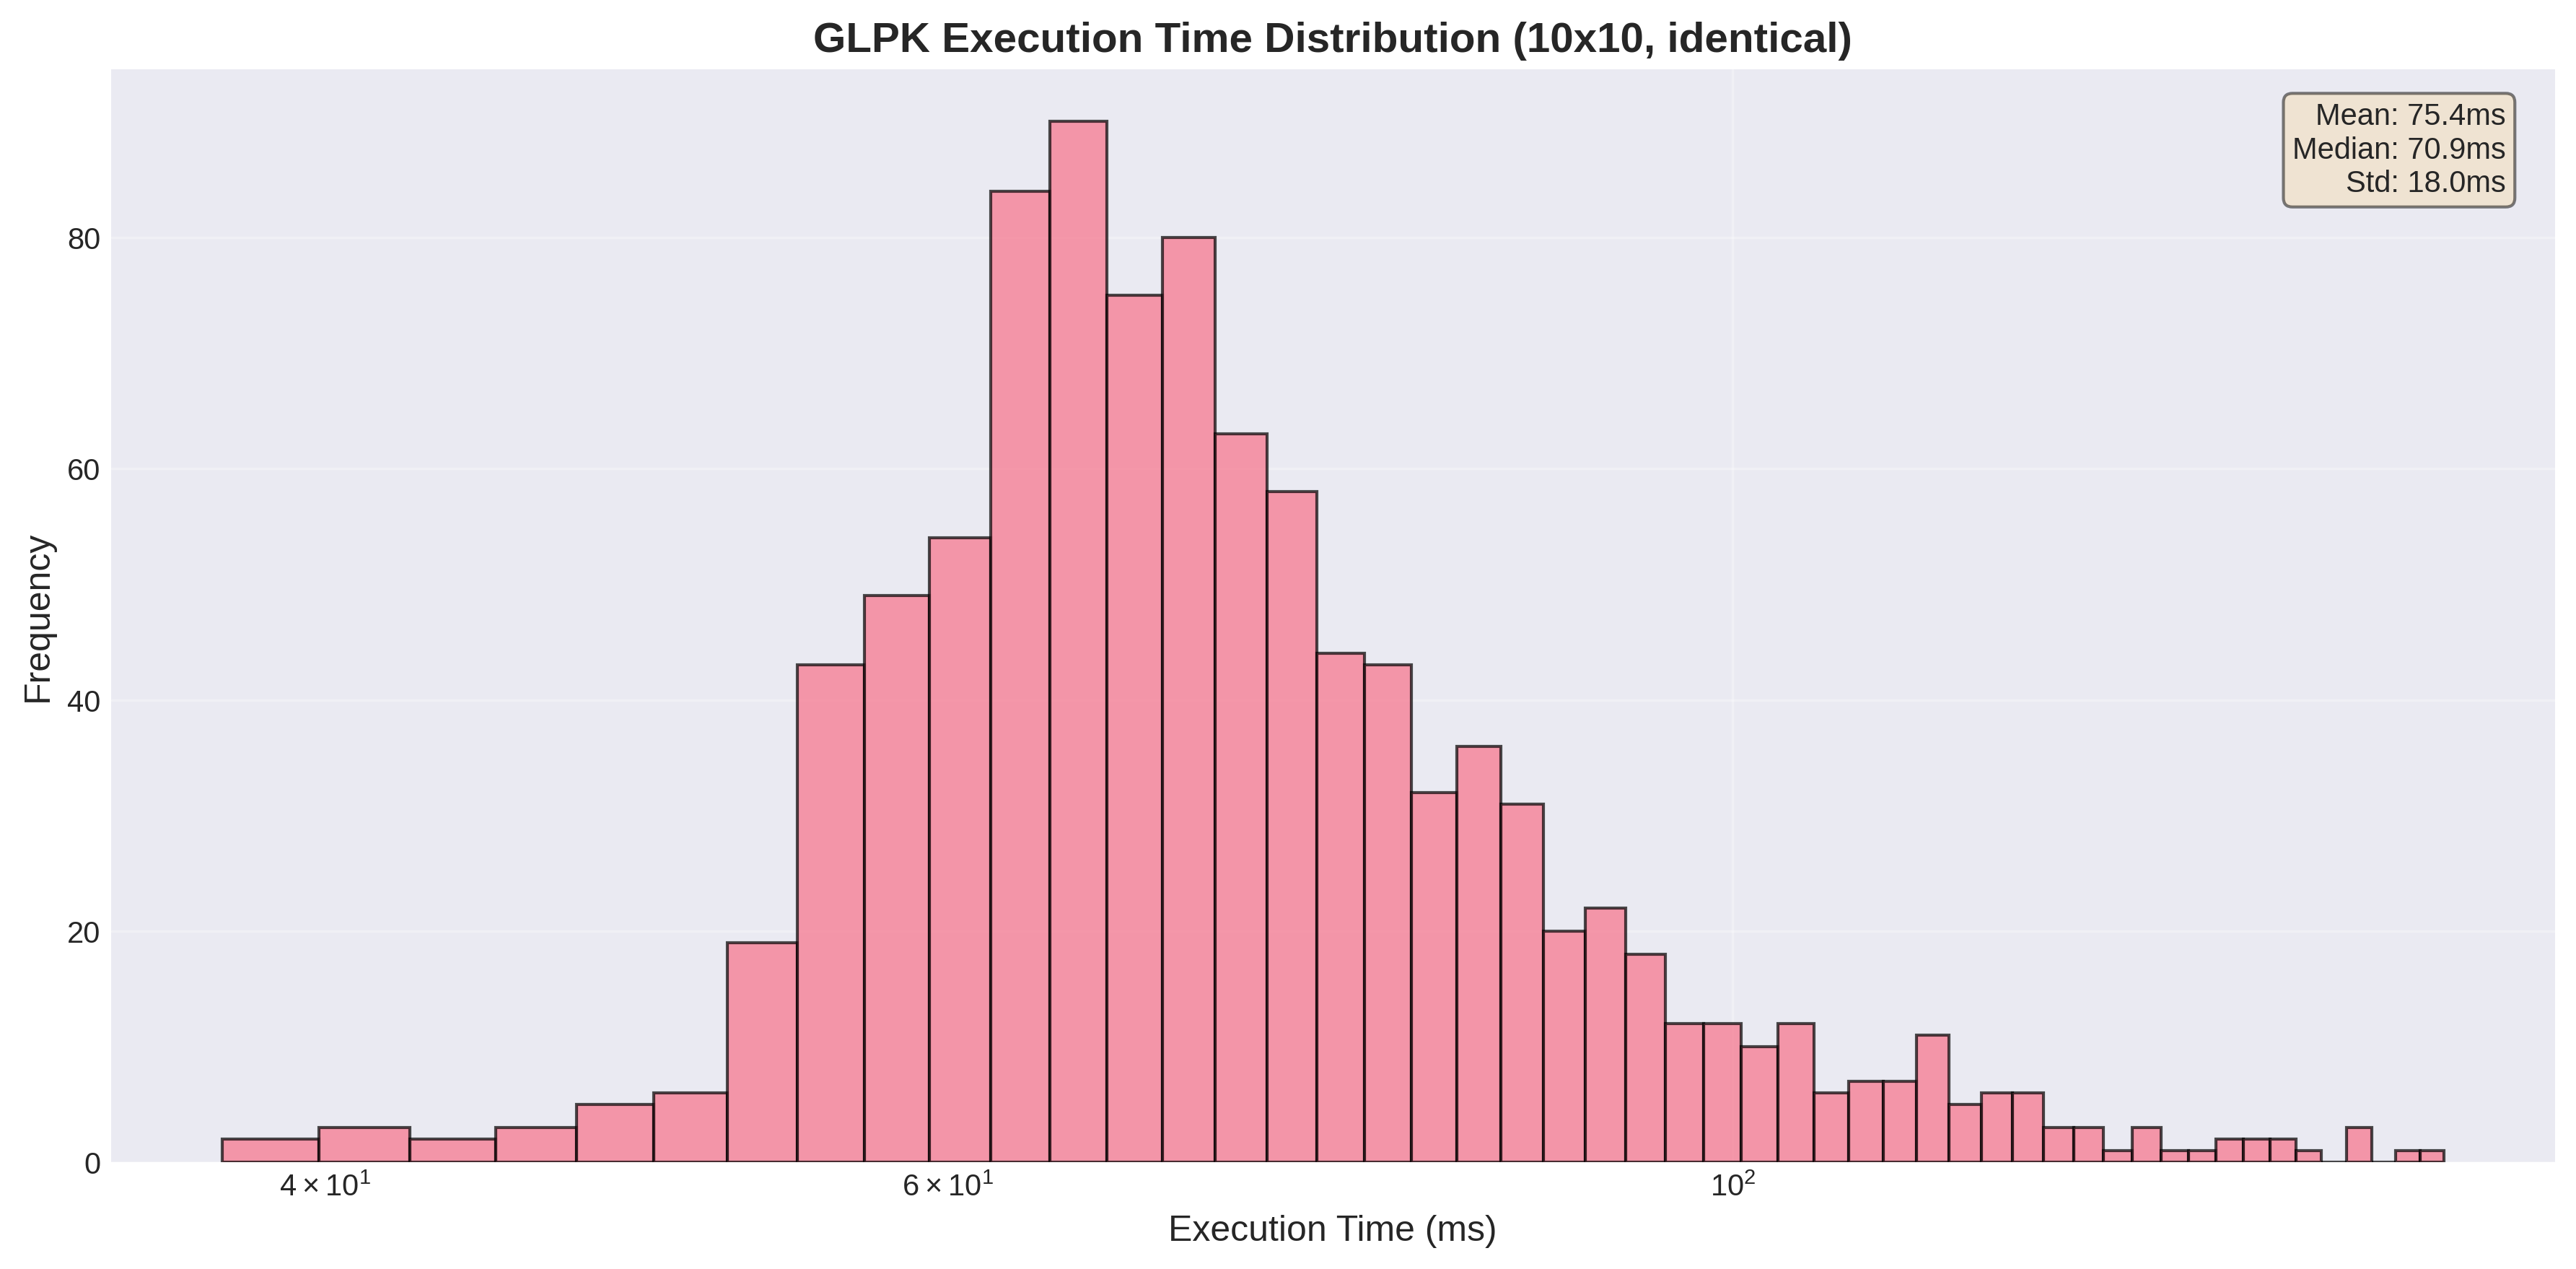 GLPK Execution Time Distribution (10x10, identical)
Mean: 75.4ms
Median: 70.9ms
Std: 18.0ms
Frequency
80
60
40
20
0
4 × 10¹
6 × 10¹
10²
Execution Time (ms)